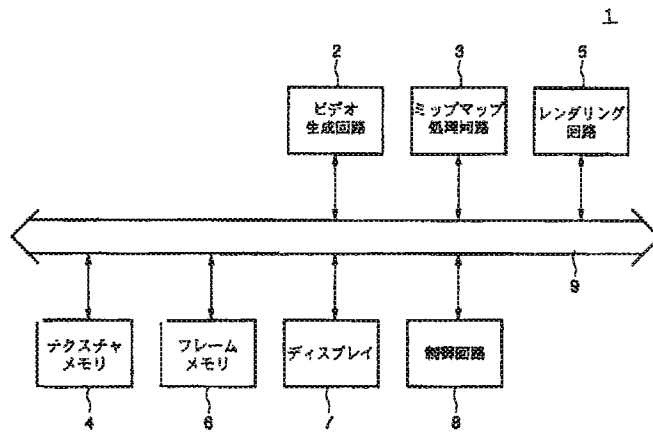 1
2
3
5
ビデオ
生成回路
ミップマップ
処理回路
レンダリング
回路
9
テクスチャ
メモリ
フレーム
メモリ
ディスプレイ
制御回路
4
6
7
8